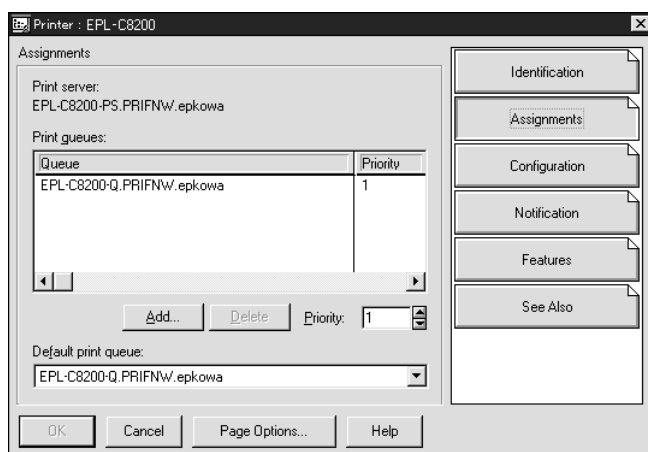 Printer : EPL-C8200
Assignments
Print server:
EPL-C8200-PS.PRIFNW.epkowa
Print queues:
Queue Priority
EPL-C8200-Q.PRIFNW.epkowa 1
Add... Delete Priority: 1
Default print queue:
EPL-C8200-Q.PRIFNW.epkowa
OK Cancel Page Options... Help
Identification
Assignments
Configuration
Notification
Features
See Also